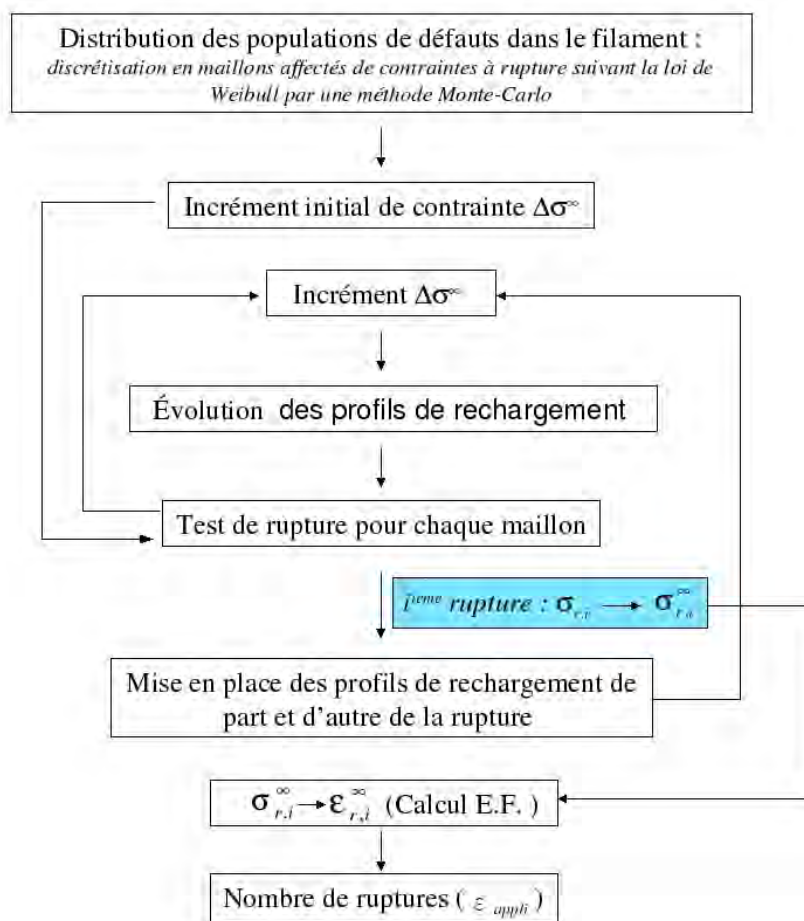 Distribution des populations de défauts dans le filament :
discrétisation en maillons affectés de contraintes à rupture suivant la loi de
Weibull par une méthode Monte-Carlo
Incrément initial de contrainte Δσ∞
Incrément Δσ∞
Évolution des profils de rechargement
Test de rupture pour chaque maillon
i^ieme rupture : σ → σ∞
Mise en place des profils de rechargement de
part et d'autre de la rupture
σ∞r,i → ε∞r,i (Calcul E.F. )
Nombre de ruptures ( ε appli )